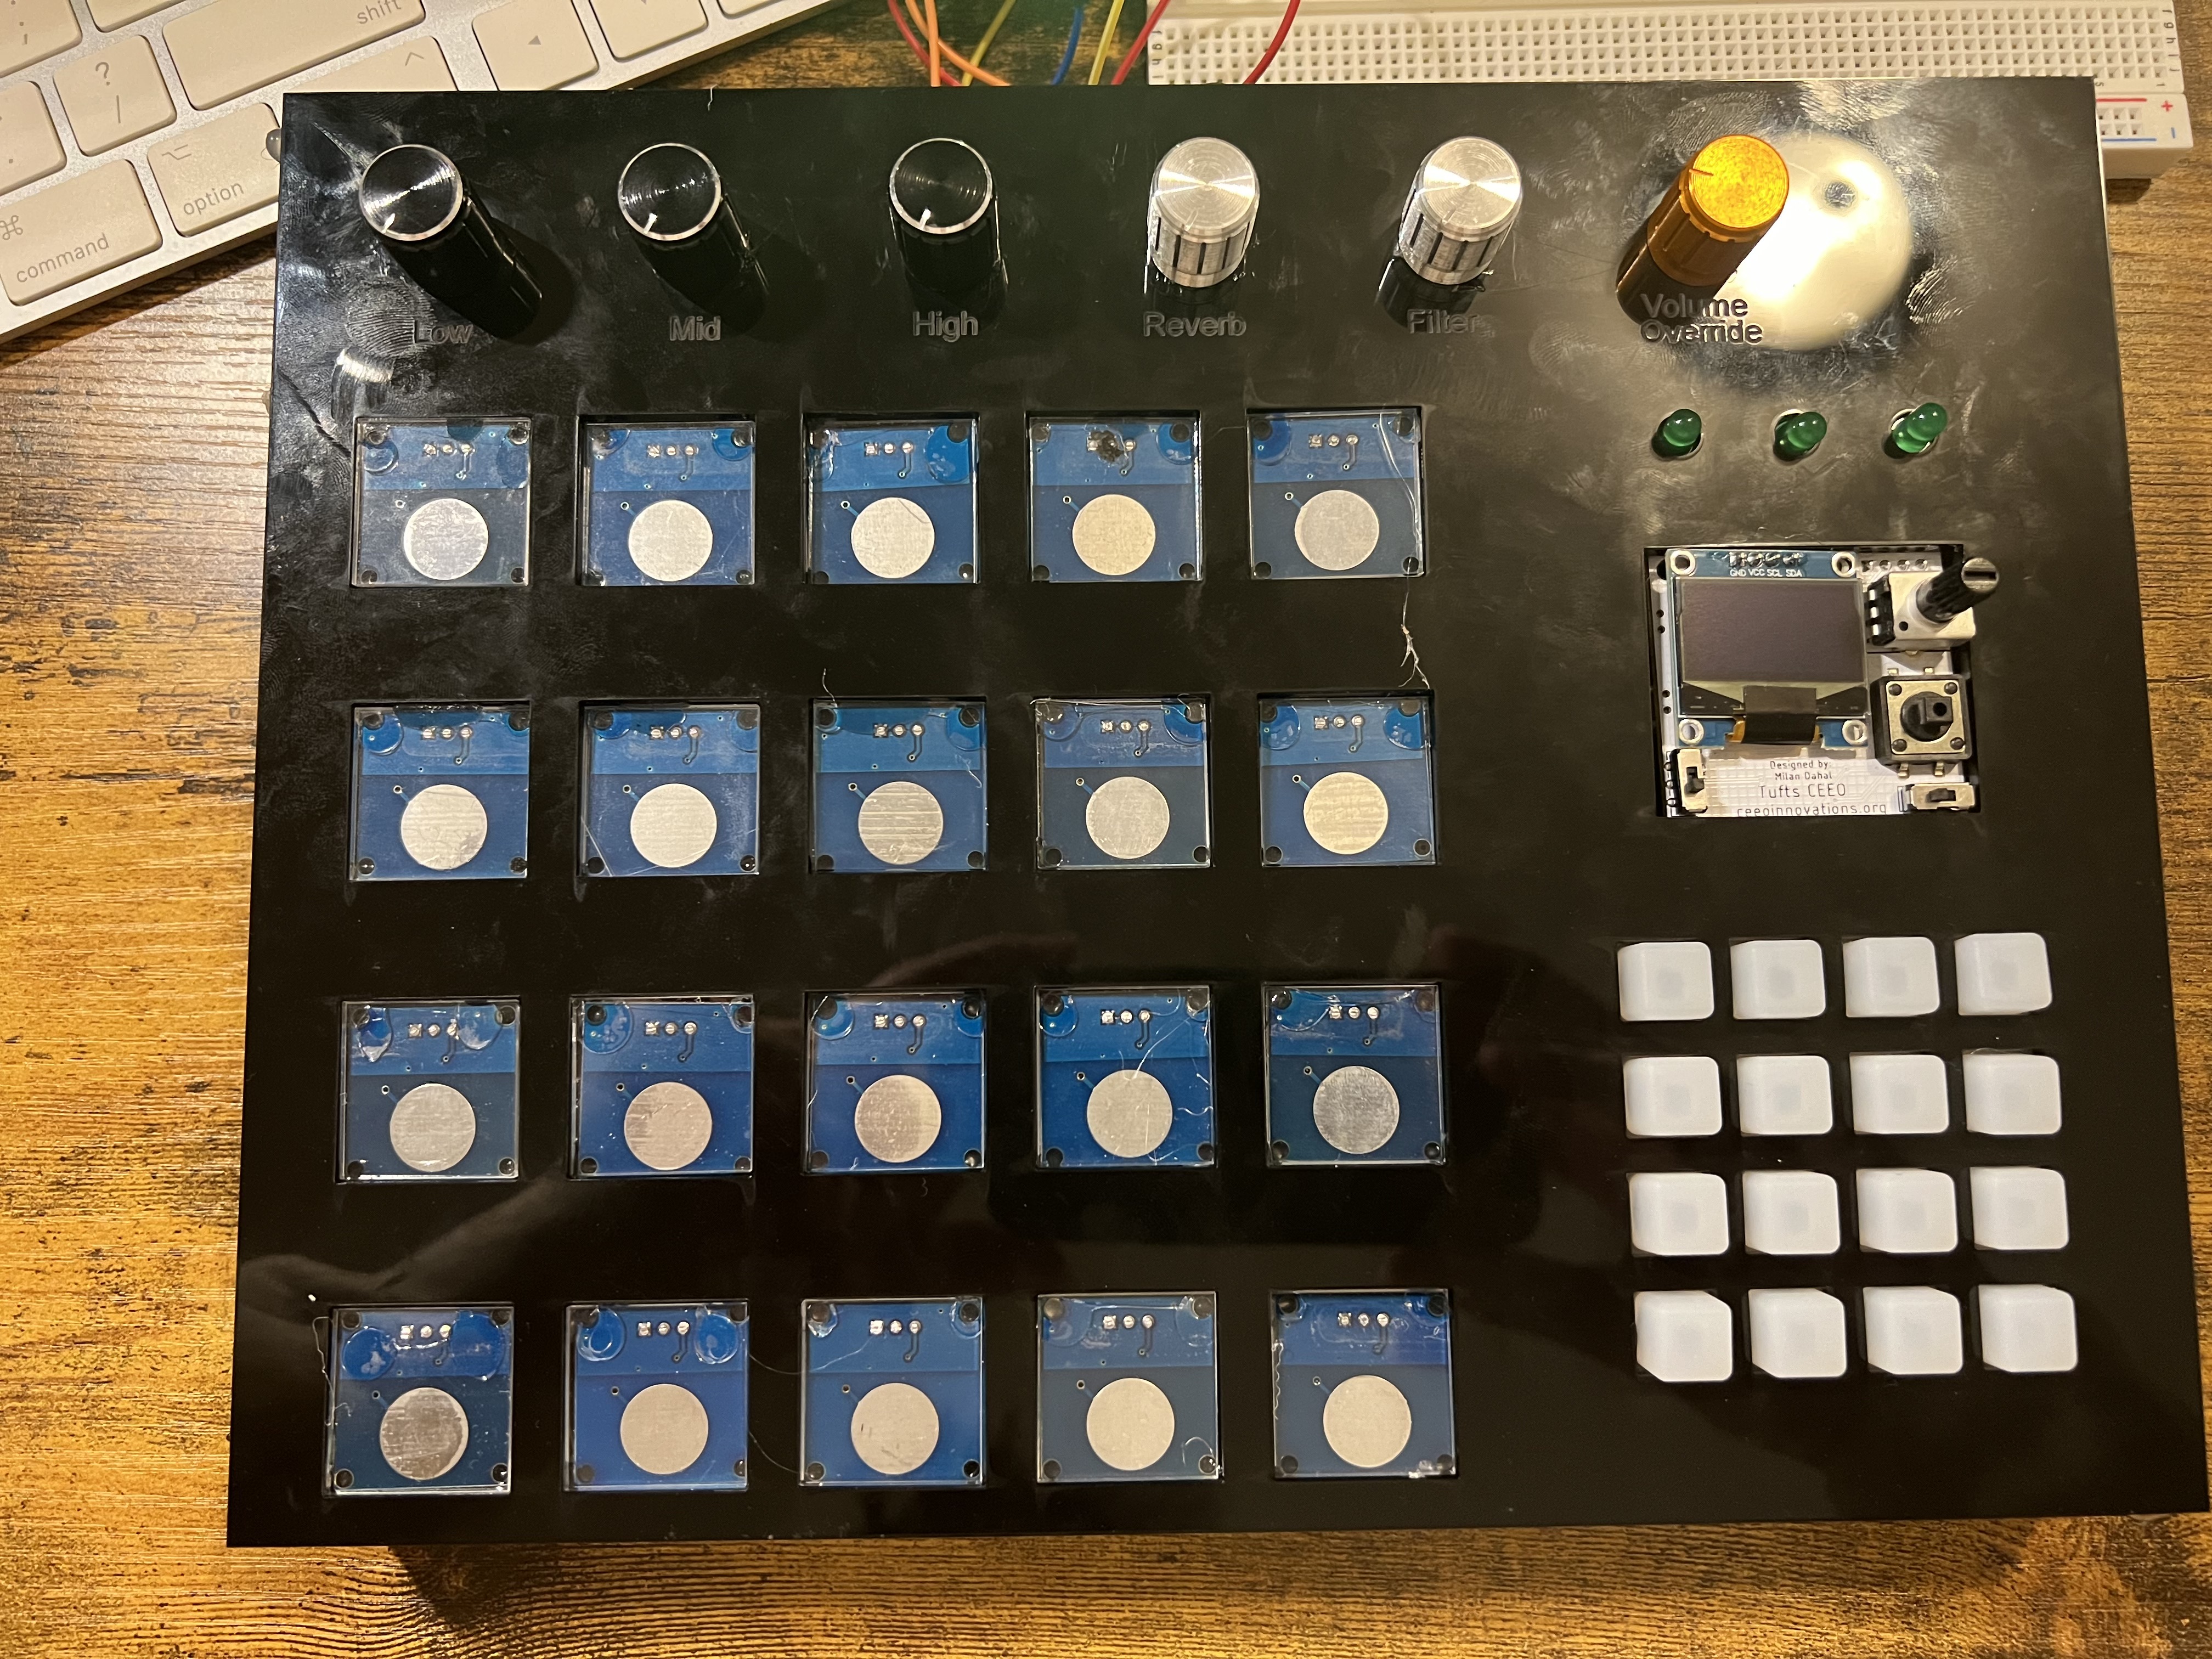 shift
?
/
option
command
f g h i j
f g h i j
+
Low
Mid
High
Reverb
Filter
Volume
Override
GND VCC SCL SDA
Designed by:
Milan Dahal
Tufts CEEO
ceeoinnovations.org